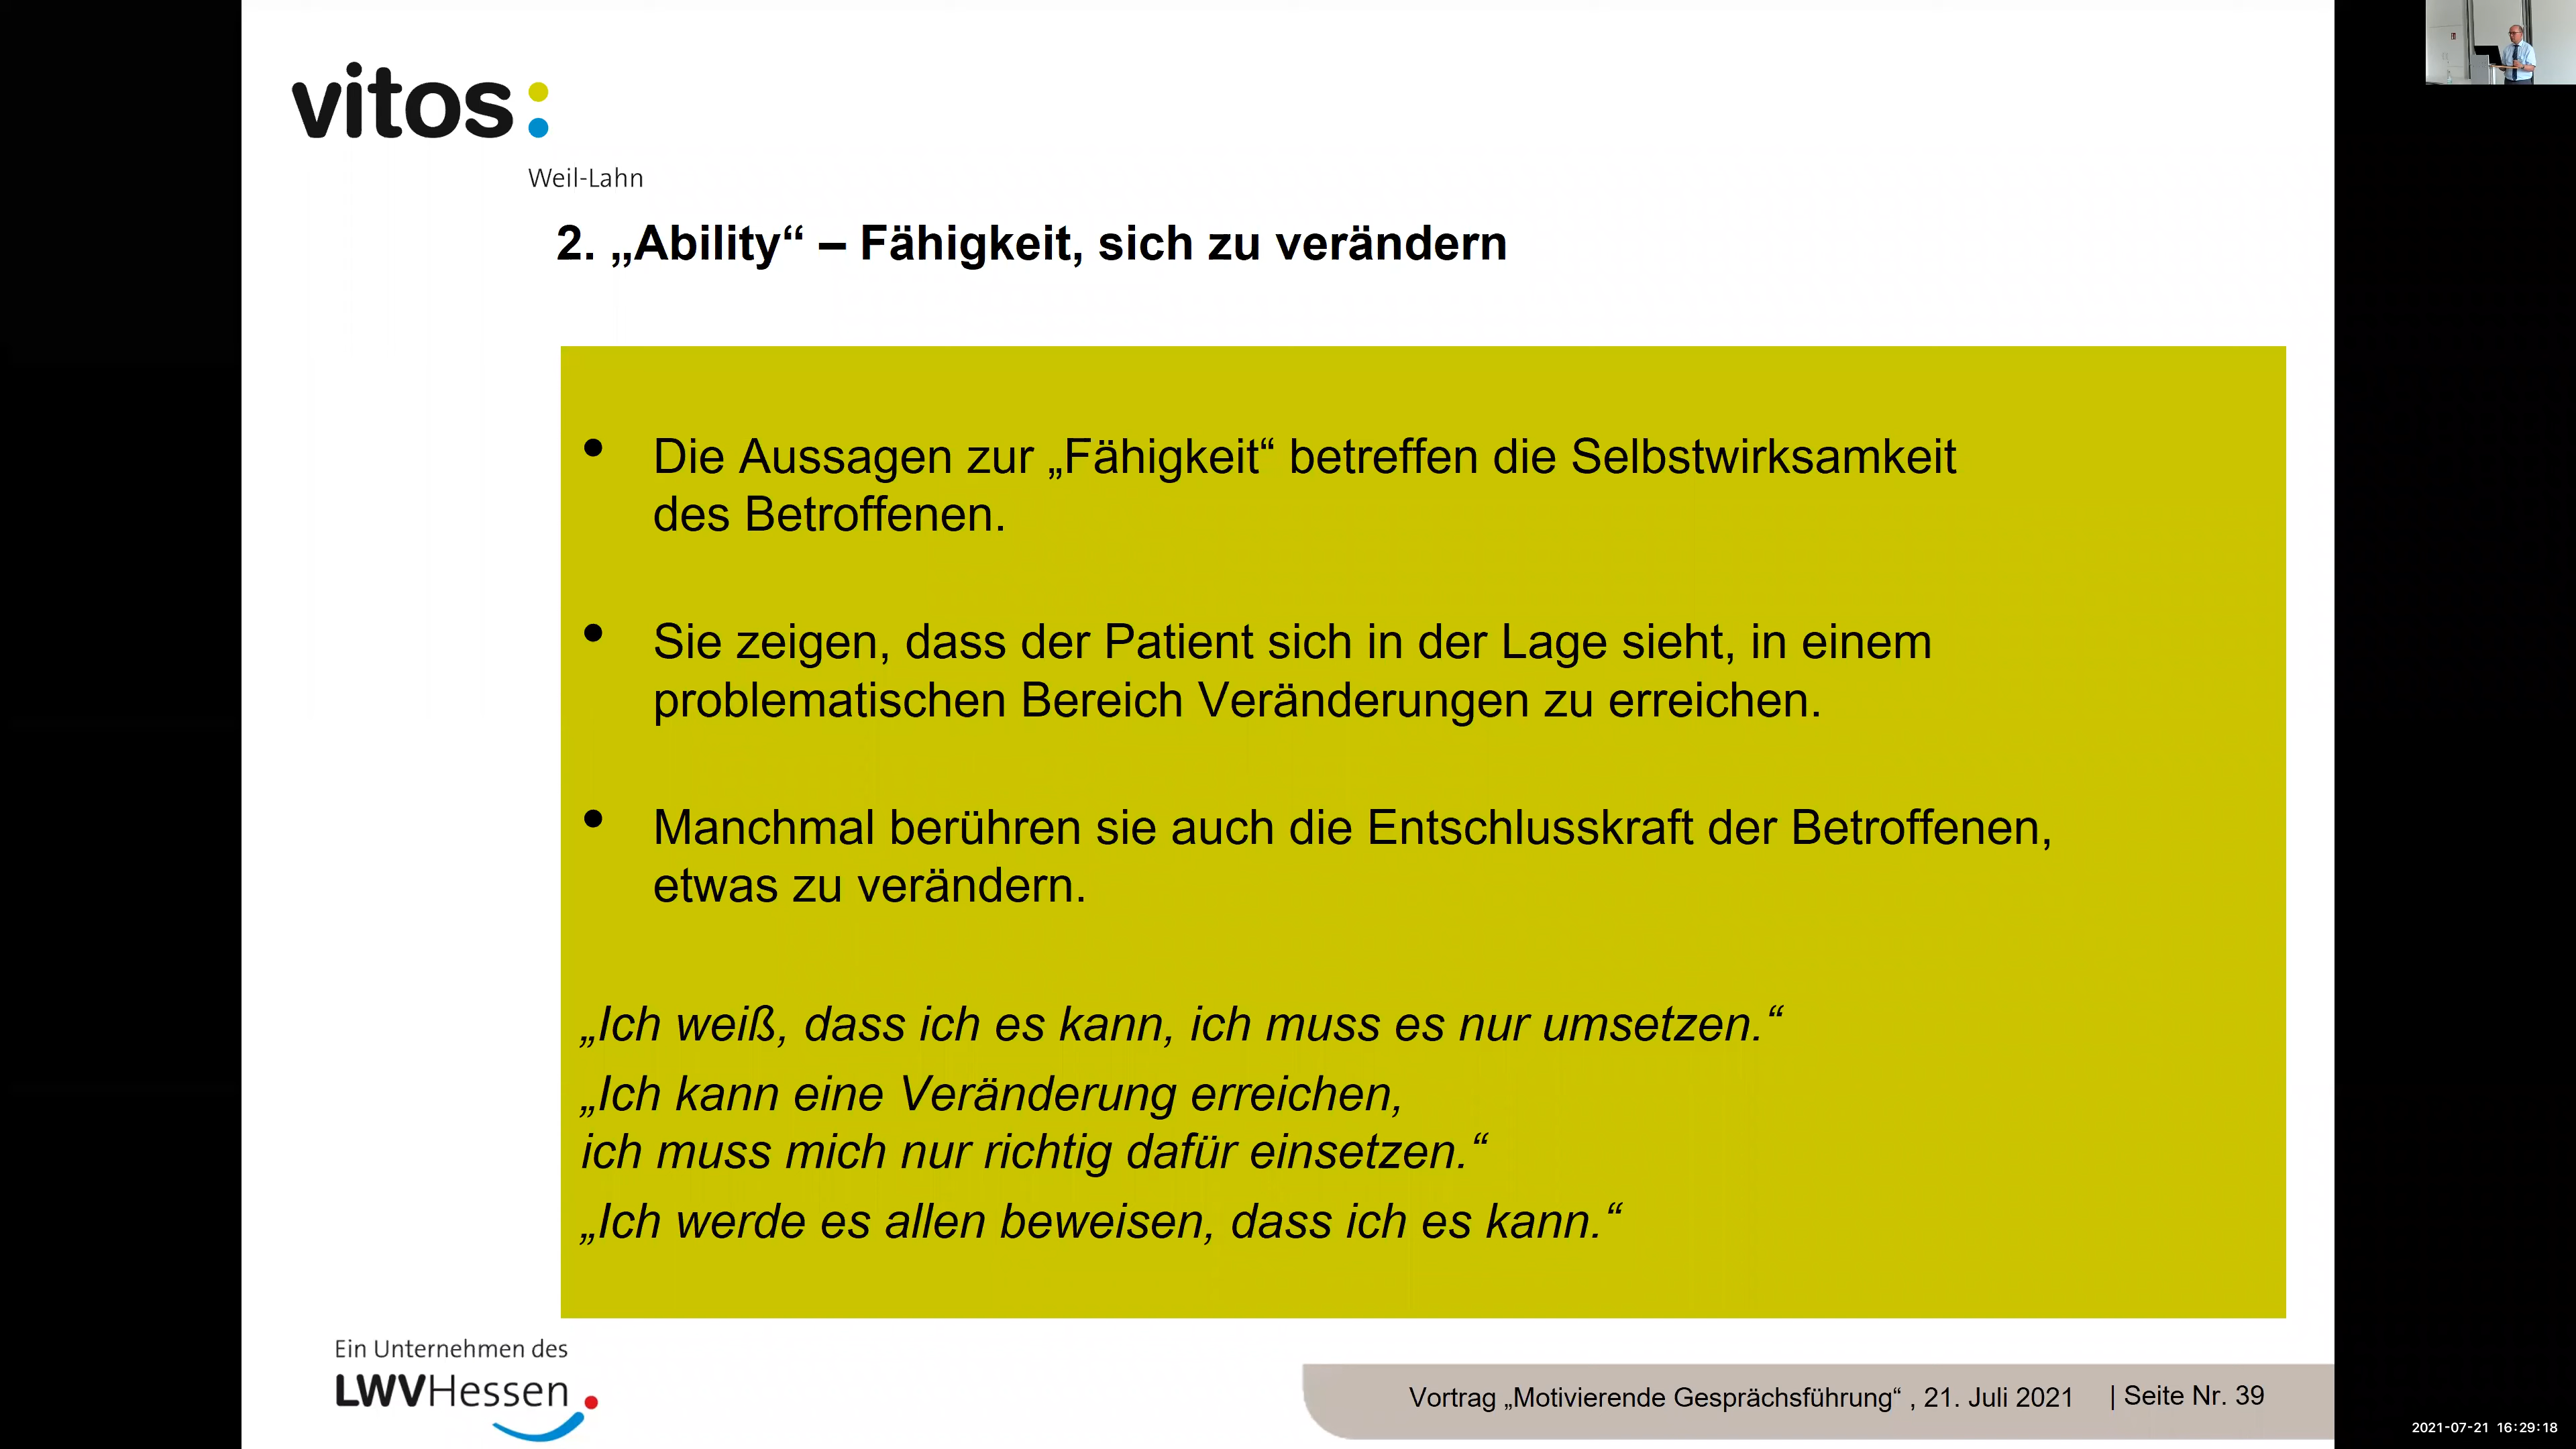 vitos:
Weil-Lahn
2. „Ability“ – Fähigkeit, sich zu verändern
• Die Aussagen zur „Fähigkeit“ betreffen die Selbstwirksamkeit
des Betroffenen.
• Sie zeigen, dass der Patient sich in der Lage sieht, in einem
problematischen Bereich Veränderungen zu erreichen.
• Manchmal berühren sie auch die Entschlusskraft der Betroffenen,
etwas zu verändern.
„Ich weiß, dass ich es kann, ich muss es nur umsetzen.“
„Ich kann eine Veränderung erreichen,
ich muss mich nur richtig dafür einsetzen.“
„Ich werde es allen beweisen, dass ich es kann.“
Ein Unternehmen des
LWVHessen
Vortrag „Motivierende Gesprächsführung“ , 21. Juli 2021 | Seite Nr. 39
2021-07-21 16:29:18